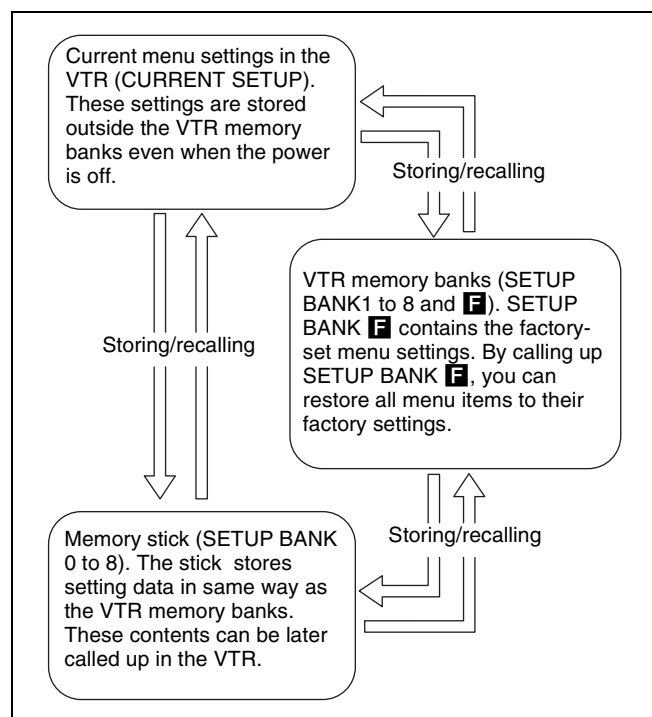 Current menu settings in the
VTR (CURRENT SETUP).
These settings are stored
outside the VTR memory
banks even when the power
is off.
Storing/recalling
VTR memory banks (SETUP
BANK1 to 8 and F). SETUP
BANK F contains the factory-
set menu settings. By calling up
SETUP BANK F, you can
restore all menu items to their
factory settings.
Storing/recalling
Storing/recalling
Memory stick (SETUP BANK
0 to 8). The stick stores
setting data in same way as
the VTR memory banks.
These contents can be later
called up in the VTR.